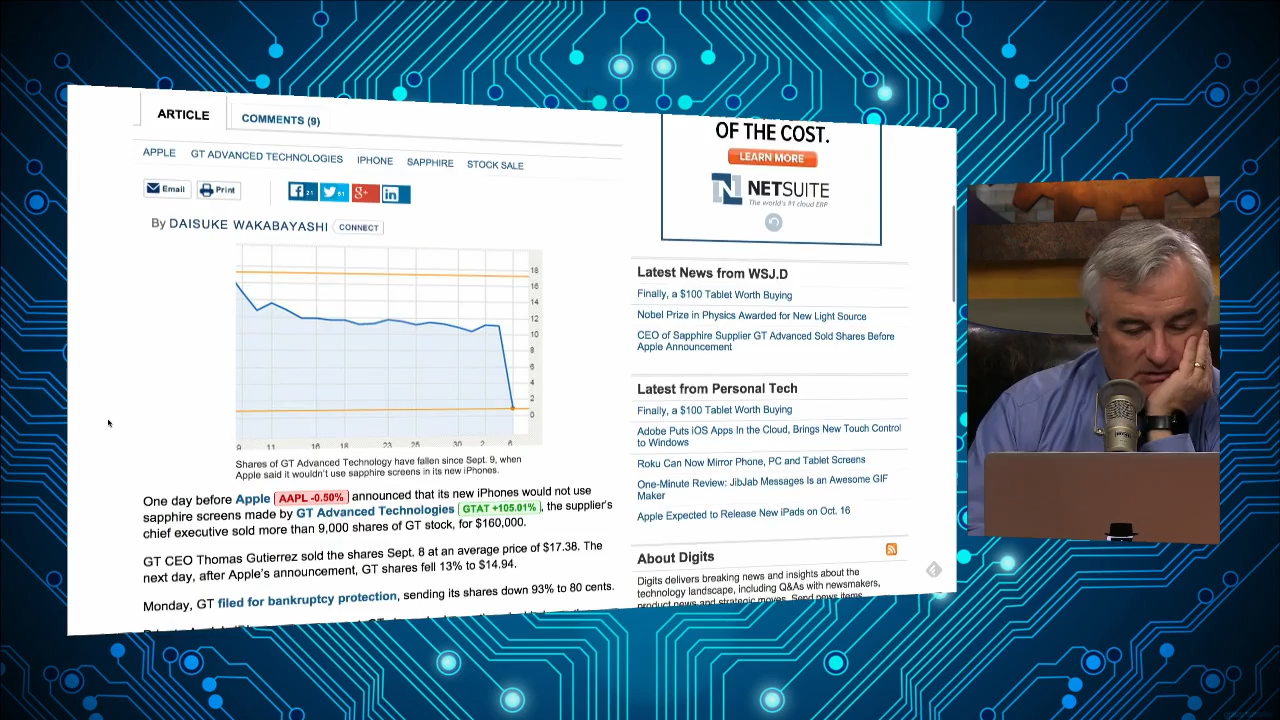 ARTICLE
COMMENTS (9)
APPLE GT ADVANCED TECHNOLOGIES IPHONE SAPPHIRE STOCK SALE
Email Print 21 51
By DAISUKE WAKABAYASHI CONNECT
18
16
14
12
10
8
6
4
2
0
9 11 16 18 23 25 30 2 6
Shares of GT Advanced Technology have fallen since Sept. 9, when
Apple said it wouldn't use sapphire screens in its new iPhones.
One day before Apple AAPL -0.50% announced that its new iPhones would not use
sapphire screens made by GT Advanced Technologies GTAT +105.01%, the supplier's
chief executive sold more than 9,000 shares of GT stock, for $160,000.
GT CEO Thomas Gutierrez sold the shares Sept. 8 at an average price of $17.38. The
next day, after Apple's announcement, GT shares fell 13% to $14.94.
Monday, GT filed for bankruptcy protection, sending its shares down 93% to 80 cents.
OF THE COST.
LEARN MORE
N NETSUITE
The world's #1 cloud ERP
Latest News from WSJ.D
Finally, a $100 Tablet Worth Buying
Nobel Prize in Physics Awarded for New Light Source
CEO of Sapphire Supplier GT Advanced Sold Shares Before
Apple Announcement
Latest from Personal Tech
Finally, a $100 Tablet Worth Buying
Adobe Puts iOS Apps In the Cloud, Brings New Touch Control
to Windows
Roku Can Now Mirror Phone, PC and Tablet Screens
One-Minute Review: JibJab Messages Is an Awesome GIF
Maker
Apple Expected to Release New iPads on Oct. 16
About Digits
Digits delivers breaking news and insights about the
technology landscape, including Q&As with newsmakers,
product news and strategic moves. Send news items,